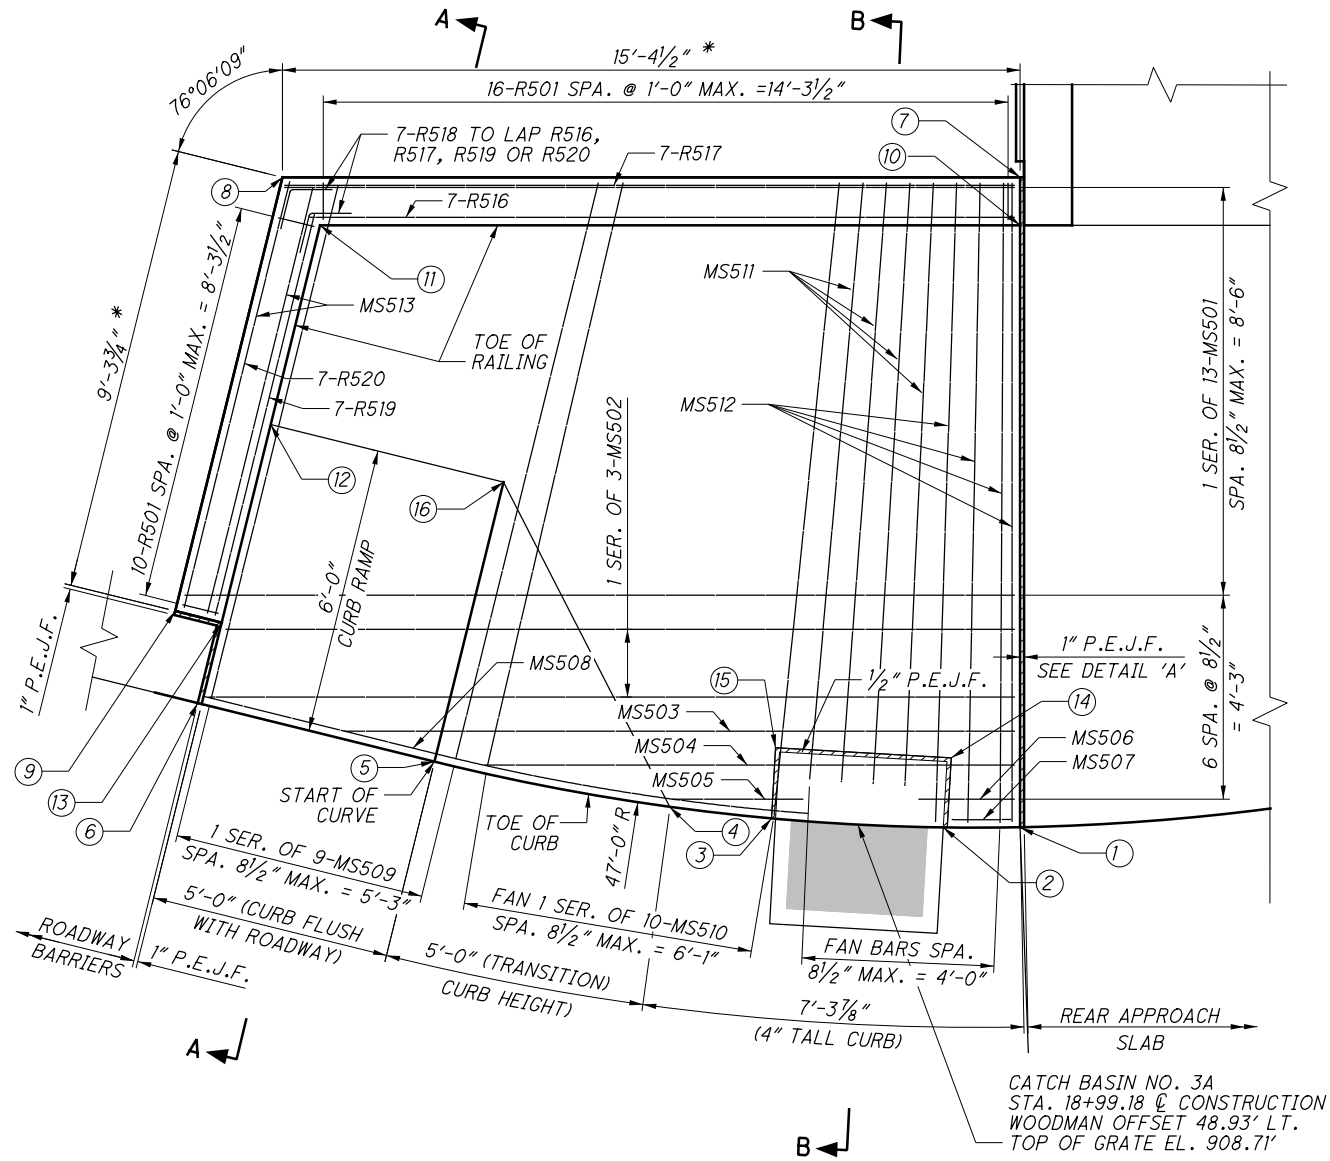 A
B
15'-4½" *
76°06'09"
16-R501 SPA. @ 1'-0" MAX. =14'-3½"
7-R518 TO LAP R516,
R517, R519 OR R520
7-R517
7
10
8
7-R516
11
MS511
MS513
TOE OF
RAILING
9'-3¾" *
10-R501 SPA. @ 1'-0" MAX. = 8'-3½"
7-R520
7-R519
MS512
1 SER. OF 13-MS501
SPA. 8½" MAX. = 8'-6"
12
16
1 SER. OF 3-MS502
6'-0"
CURB RAMP
1" P.E.J.F.
MS508
15
½" P.E.J.F.
1" P.E.J.F.
SEE DETAIL 'A'
6 SPA. @ 8½"
= 4'-3"
14
MS503
MS504
MS505
MS506
MS507
9
13
6
5
START OF
CURVE
TOE OF
CURB
47'-0" R
4
3
2
1
1 SER. OF 9-MS509
SPA. 8½" MAX. = 5'-3"
5'-0" (CURB FLUSH
WITH ROADWAY)
FAN 1 SER. OF 10-MS510
SPA. 8½" MAX. = 6'-1"
FAN BARS SPA.
8½" MAX. = 4'-0"
ROADWAY
BARRIERS
1" P.E.J.F.
5'-0" (TRANSITION)
CURB HEIGHT)
7'-3⅞"
(4" TALL CURB)
REAR APPROACH
SLAB
A
B
CATCH BASIN NO. 3A
STA. 18+99.18 ℄ CONSTRUCTION
WOODMAN OFFSET 48.93' LT.
TOP OF GRATE EL. 908.71'